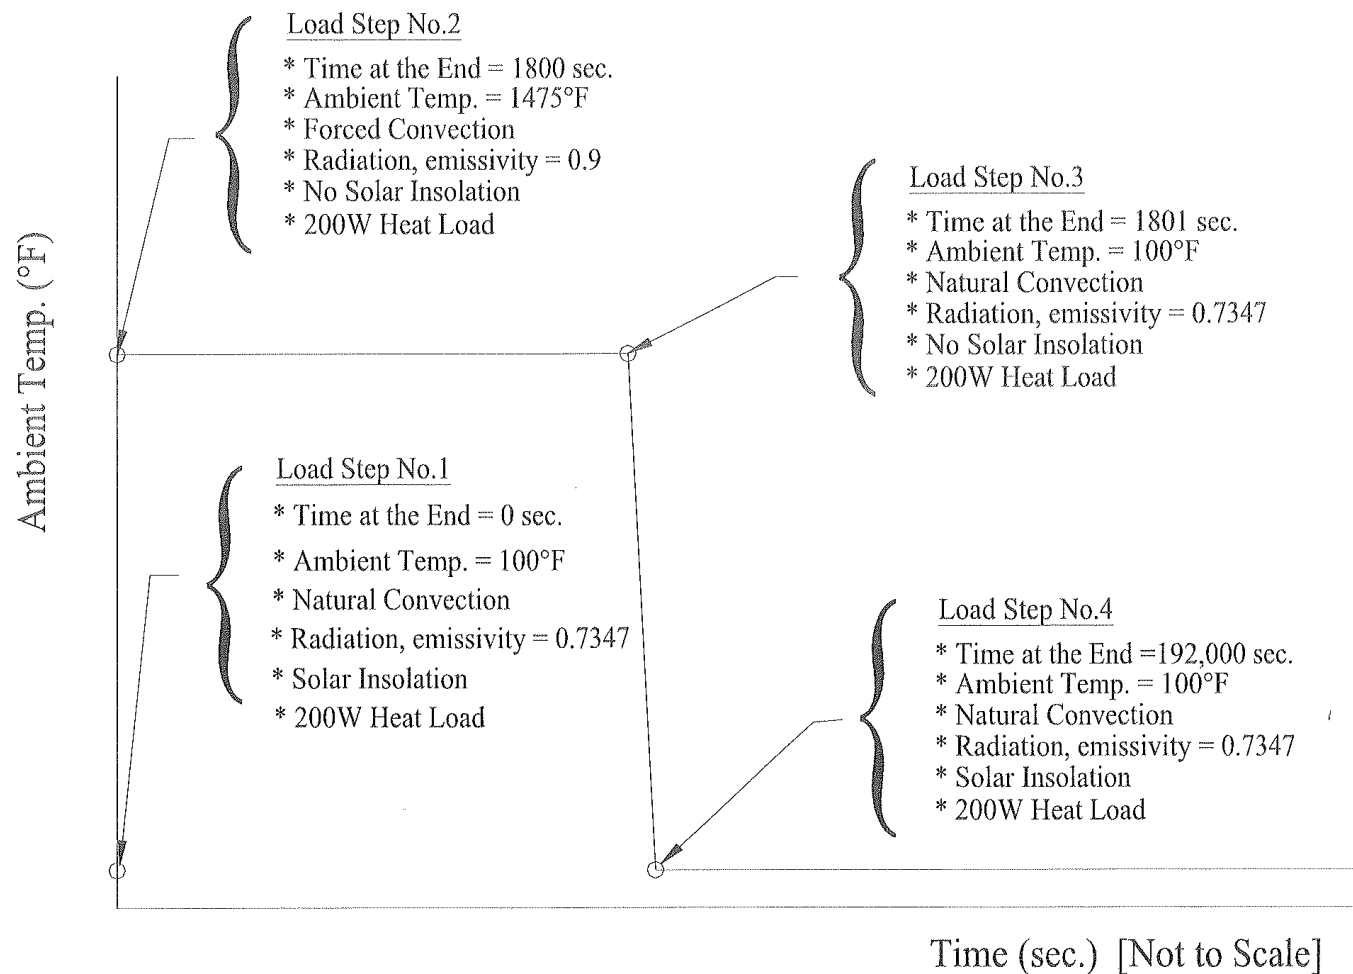 Load Step No.2
* Time at the End = 1800 sec.
* Ambient Temp. = 1475°F
* Forced Convection
* Radiation, emissivity = 0.9
* No Solar Insolation
* 200W Heat Load
Load Step No.3
* Time at the End = 1801 sec.
* Ambient Temp. = 100°F
* Natural Convection
* Radiation, emissivity = 0.7347
* No Solar Insolation
* 200W Heat Load
Ambient Temp. (°F)
Load Step No.1
* Time at the End = 0 sec.
* Ambient Temp. = 100°F
* Natural Convection
* Radiation, emissivity = 0.7347
* Solar Insolation
* 200W Heat Load
Load Step No.4
* Time at the End =192,000 sec.
* Ambient Temp. = 100°F
* Natural Convection
* Radiation, emissivity = 0.7347
* Solar Insolation
* 200W Heat Load
Time (sec.) [Not to Scale]